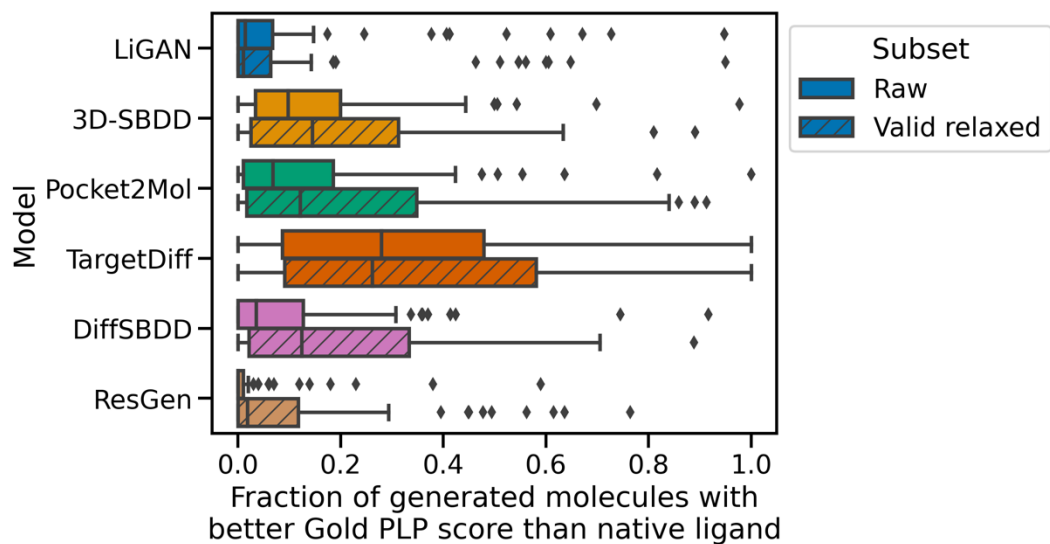 Model
LiGAN
3D-SBDD
Pocket2Mol
TargetDiff
DiffSBDD
ResGen
0.0 0.2 0.4 0.6 0.8 1.0
Fraction of generated molecules with
better Gold PLP score than native ligand
Subset
Raw
Valid relaxed